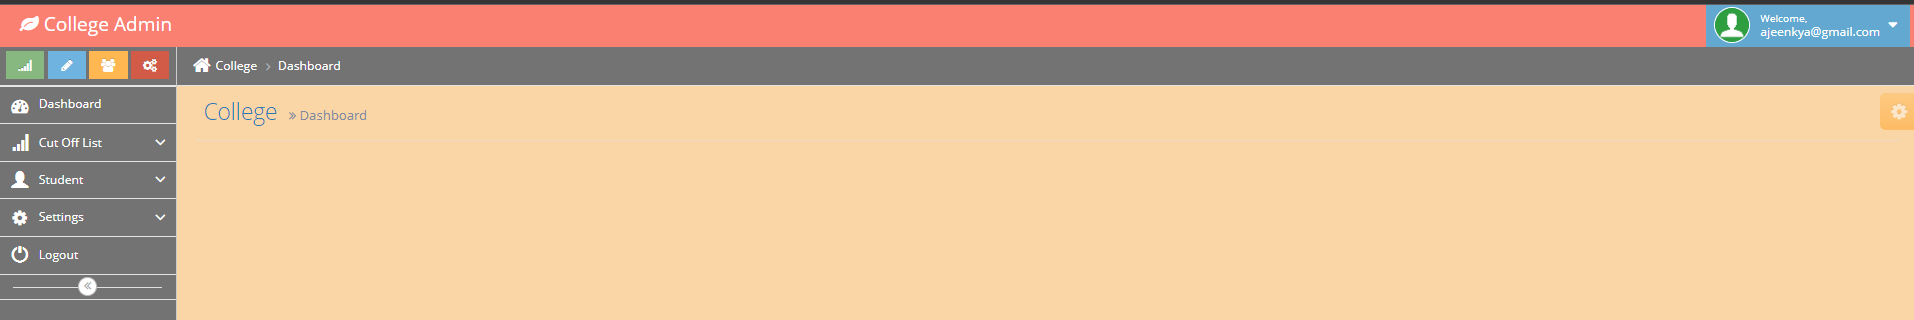 College Admin
Welcome,
ajeenkya@gmail.com
College > Dashboard
Dashboard
Cut Off List
Student
Settings
Logout
College » Dashboard